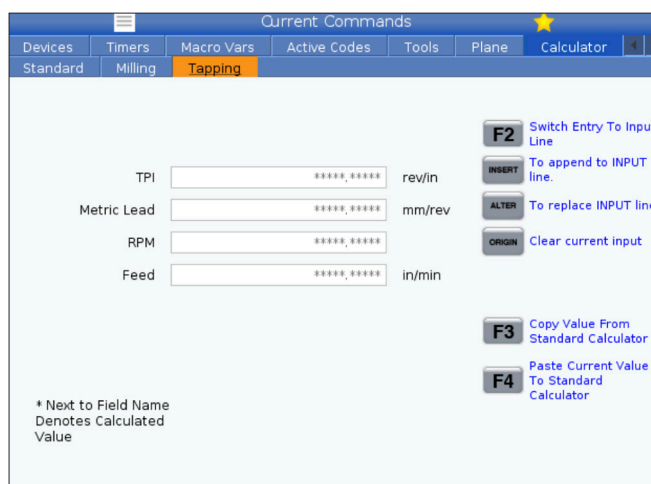 Current Commands
Devices Timers Macro Vars Active Codes Tools Plane Calculator
Standard Milling Tapping
F2 Switch Entry To Inpu
Line
TPI *****.***** rev/in
INSERT To append to INPUT
line.
Metric Lead *****.***** mm/rev
ALTER To replace INPUT line
RPM *****.*****
ORIGIN Clear current input
Feed *****.***** in/min
F3 Copy Value From
Standard Calculator
F4 Paste Current Value
To Standard
Calculator
* Next to Field Name
Denotes Calculated
Value